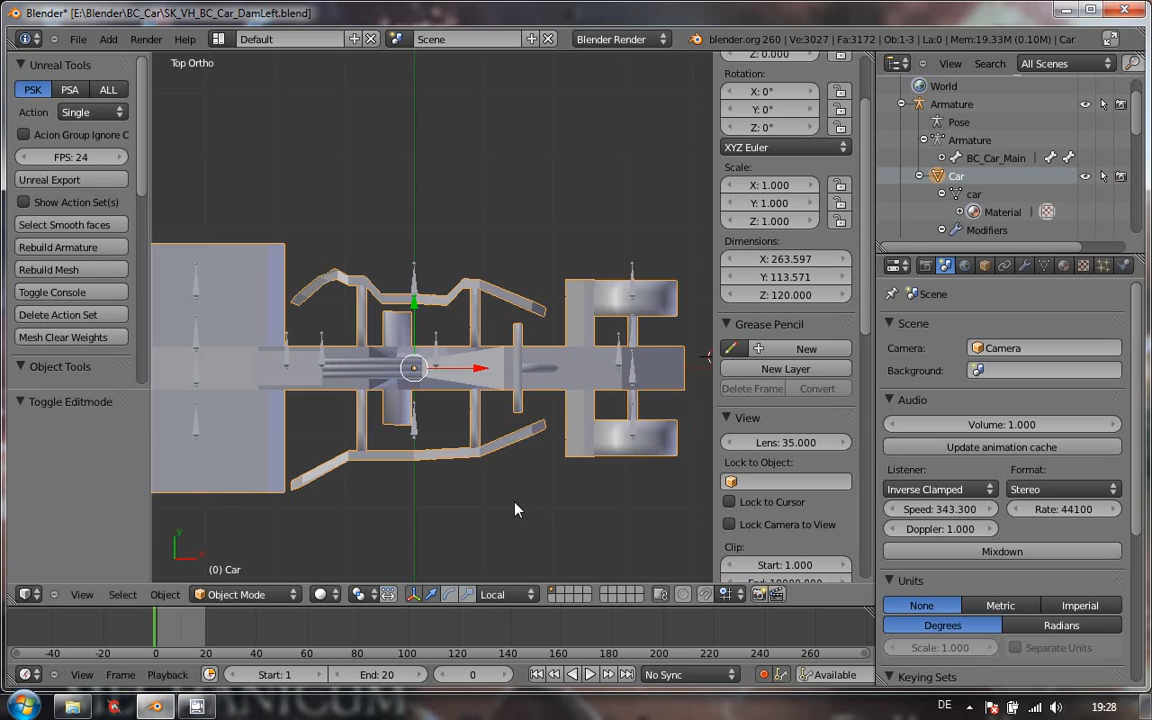 Blender* [E:\Blender\BC_Car\SK_VH_BC_Car_DamLeft.blend]
File Add Render Help Default Scene Blender Render blender.org 260 | Ve:3027 | Fa:3172 | Ob:1-3 | La:0 | Mem:19.33M (0.10M) | Car
Unreal Tools
PSK PSA ALL
Action Single
Acion Group Ignore C
FPS: 24
Unreal Export
Show Action Set(s)
Select Smooth faces
Rebuild Armature
Rebuild Mesh
Toggle Console
Delete Action Set
Mesh Clear Weights
Object Tools
Toggle Editmode
Top Ortho
y
(0) Car
Z: 0.000
Rotation:
X: 0°
Y: 0°
Z: 0°
XYZ Euler
Scale:
X: 1.000
Y: 1.000
Z: 1.000
Dimensions:
X: 263.597
Y: 113.571
Z: 120.000
Grease Pencil
New
New Layer
Delete Frame Convert
View
Lens: 35.000
Lock to Object:
Lock to Cursor
Lock Camera to View
Clip:
Start: 1.000
End: 10000.000
View Search All Scenes
World
Armature
Pose
Armature
BC_Car_Main
Car
car
Material
Modifiers
Scene
Scene
Camera: Camera
Background:
Audio
Volume: 1.000
Update animation cache
Listener: Format:
Inverse Clamped Stereo
Speed: 343.300 Rate: 44100
Doppler: 1.000
Mixdown
Units
None Metric Imperial
Degrees Radians
Scale: 1.000 Separate Units
Keying Sets
View Select Object Object Mode Local
-40 -20 0 20 40 60 80 100 120 140 160 180 200 220 240 260
View Frame Playback Start: 1 End: 20 0 No Sync Available
DE 19:28